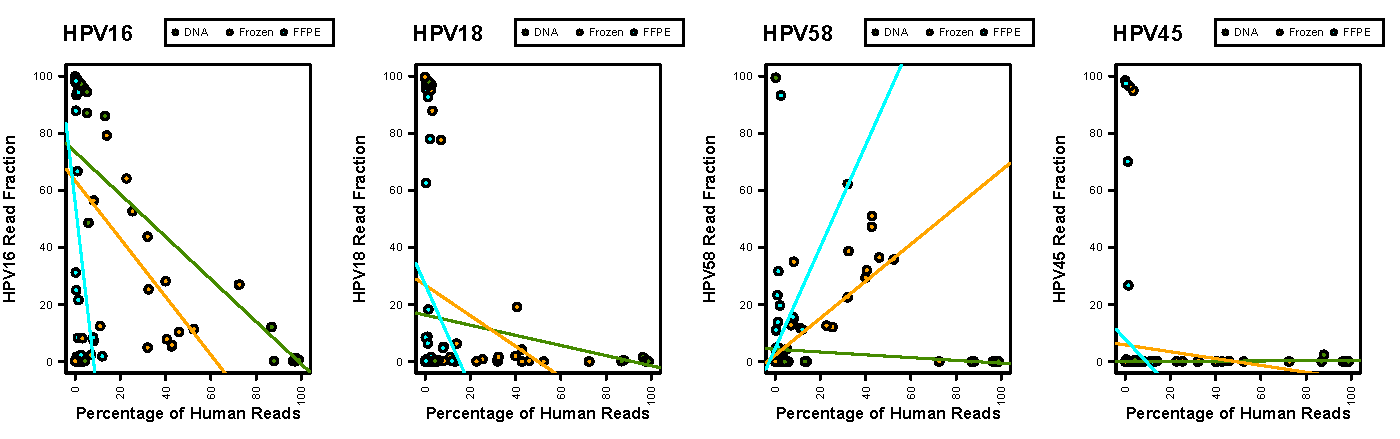 HPV16
DNA Frozen FFPE
HPV16 Read Fraction
100
80
60
40
20
0
0 20 40 60 80 100
Percentage of Human Reads
HPV18
DNA Frozen FFPE
HPV18 Read Fraction
100
80
60
40
20
0
0 20 40 60 80 100
Percentage of Human Reads
HPV58
DNA Frozen FFPE
HPV58 Read Fraction
100
80
60
40
20
0
0 20 40 60 80 100
Percentage of Human Reads
HPV45
DNA Frozen FFPE
HPV45 Read Fraction
100
80
60
40
20
0
0 20 40 60 80 100
Percentage of Human Reads